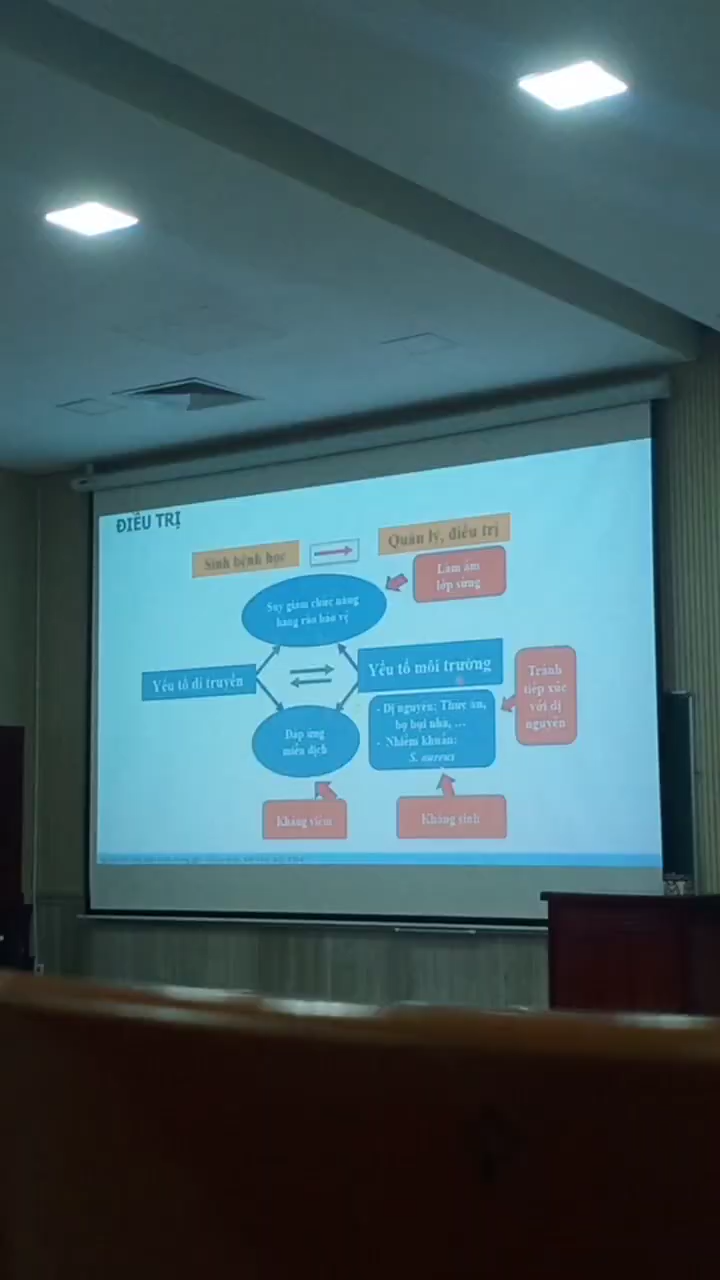 ĐIỀU TRỊ
Sinh bệnh học
Quản lý, điều trị
Làm ẩm
lớp sừng
Suy giảm chức năng
hàng rào bảo vệ
Yếu tố di truyền
Yếu tố môi trường
Tránh
tiếp xúc
với dị
nguyên
- Dị nguyên: Thức ăn,
bọ bụi nhà, ...
- Nhiễm khuẩn:
S. aureus
Đáp ứng
miễn dịch
Kháng viêm
Kháng sinh